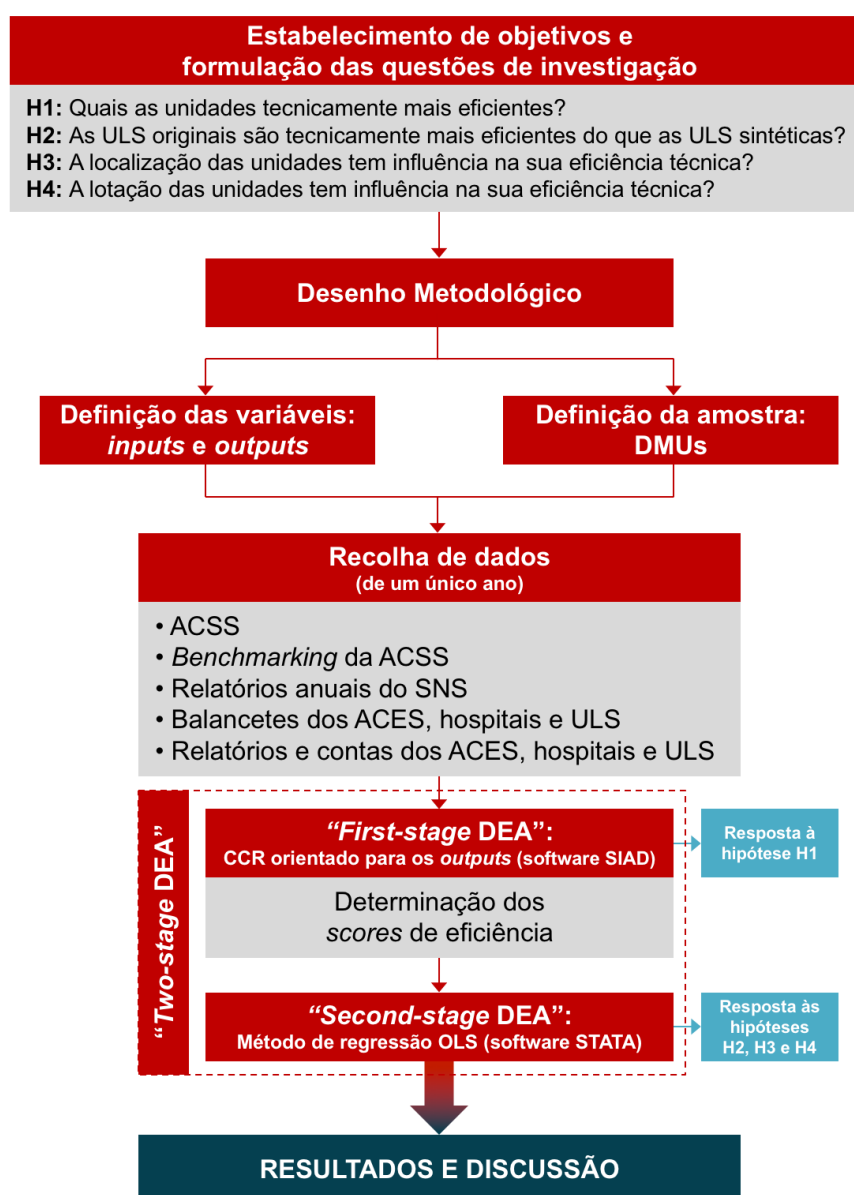 Estabelecimento de objetivos e
formulação das questões de investigação
H1: Quais as unidades tecnicamente mais eficientes?
H2: As ULS originais são tecnicamente mais eficientes do que as ULS sintéticas?
H3: A localização das unidades tem influência na sua eficiência técnica?
H4: A lotação das unidades tem influência na sua eficiência técnica?
Desenho Metodológico
Definição das variáveis:
inputs e outputs
Definição da amostra:
DMUs
Recolha de dados
(de um único ano)
• ACSS
• Benchmarking da ACSS
• Relatórios anuais do SNS
• Balancetes dos ACES, hospitais e ULS
• Relatórios e contas dos ACES, hospitais e ULS
“Two-stage DEA”
“First-stage DEA”:
CCR orientado para os outputs (software SIAD)
Resposta à
hipótese H1
Determinação dos
scores de eficiência
“Second-stage DEA”:
Método de regressão OLS (software STATA)
Resposta às
hipóteses
H2, H3 e H4
RESULTADOS E DISCUSSÃO